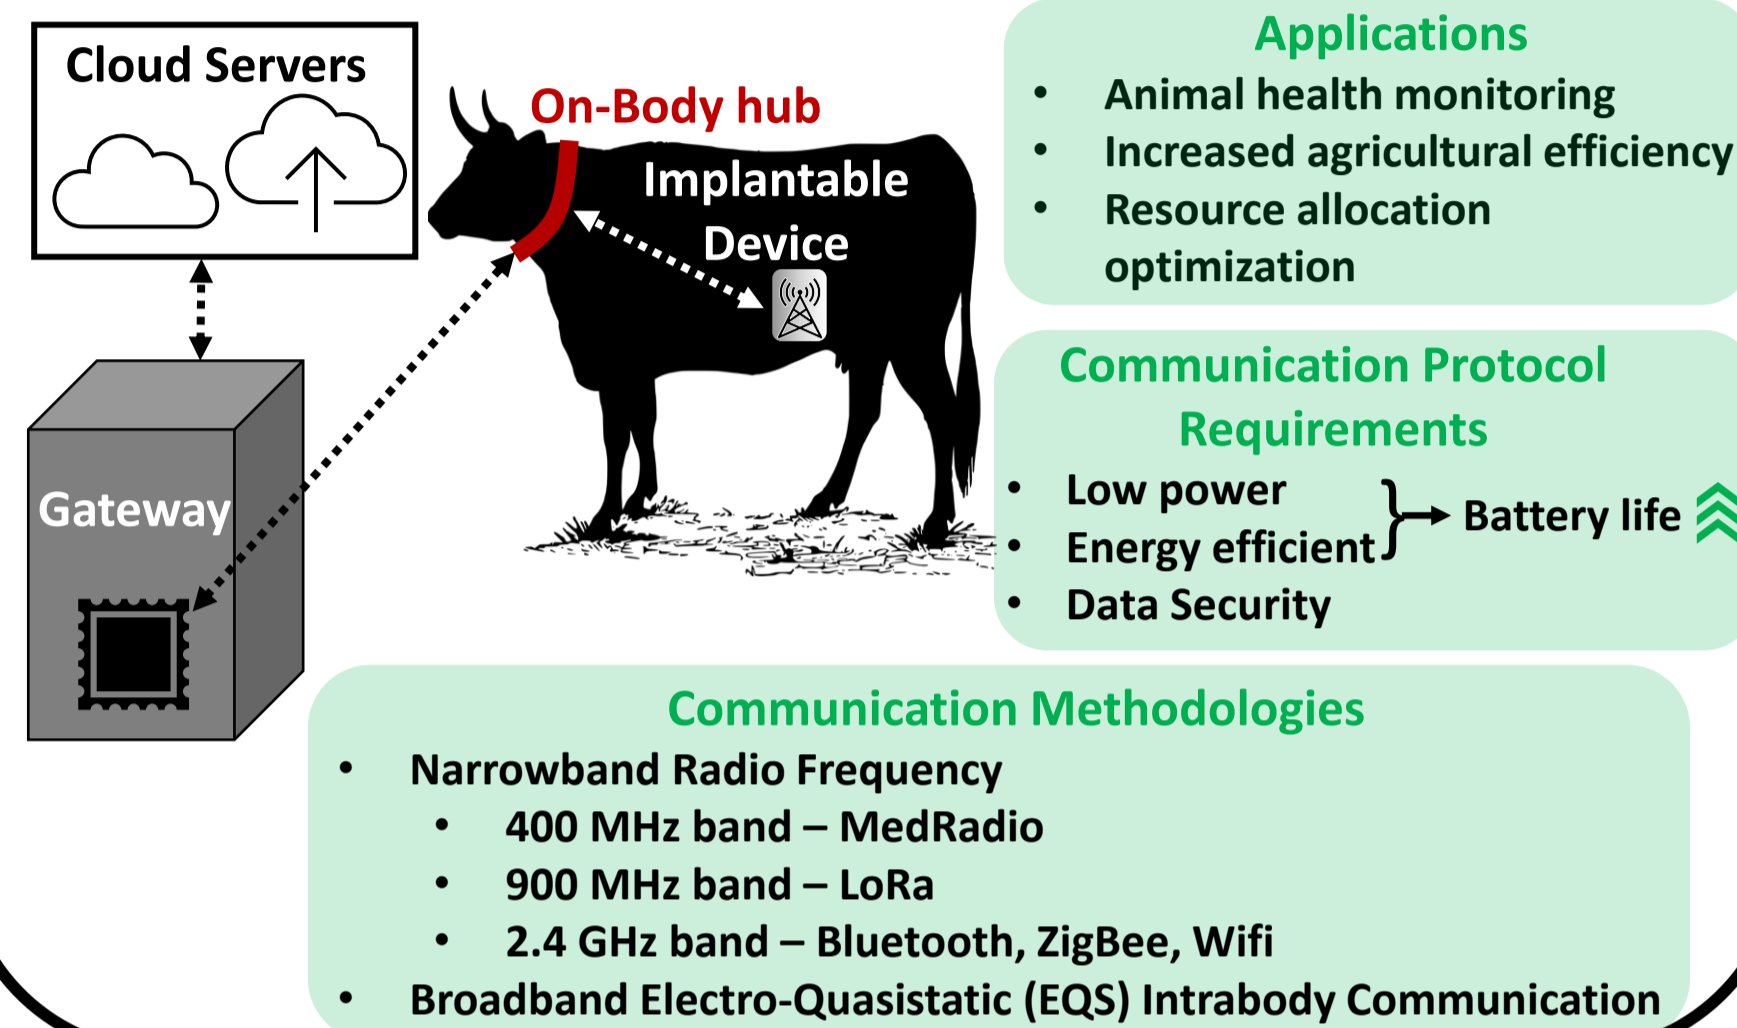 Cloud Servers
On-Body hub
Implantable
Device
Gateway
Applications
• Animal health monitoring
• Increased agricultural efficiency
• Resource allocation
optimization
Communication Protocol
Requirements
• Low power
• Energy efficient
• Data Security
Battery life
Communication Methodologies
• Narrowband Radio Frequency
• 400 MHz band – MedRadio
• 900 MHz band – LoRa
• 2.4 GHz band – Bluetooth, ZigBee, Wifi
• Broadband Electro-Quasistatic (EQS) Intrabody Communication